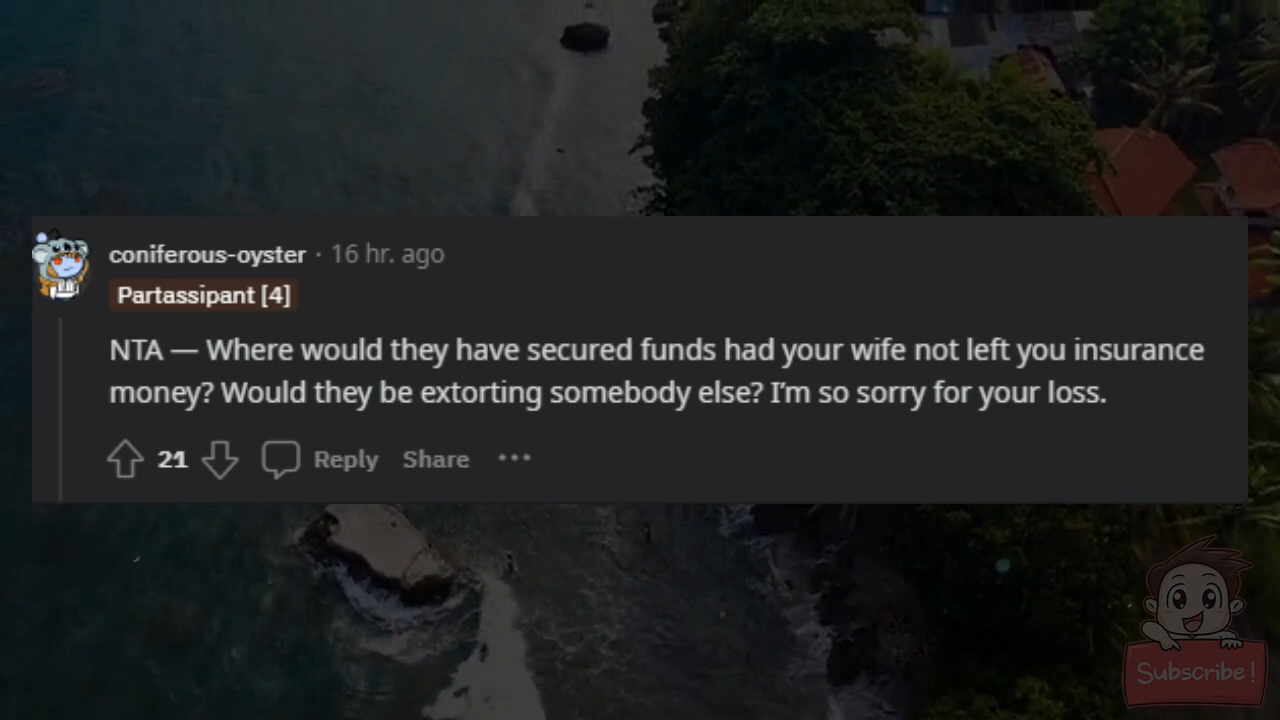 coniferous-oyster · 16 hr. ago
Partassipant [4]
NTA — Where would they have secured funds had your wife not left you insurance
money? Would they be extorting somebody else? I'm so sorry for your loss.
21 Reply Share ···
Subscribe!